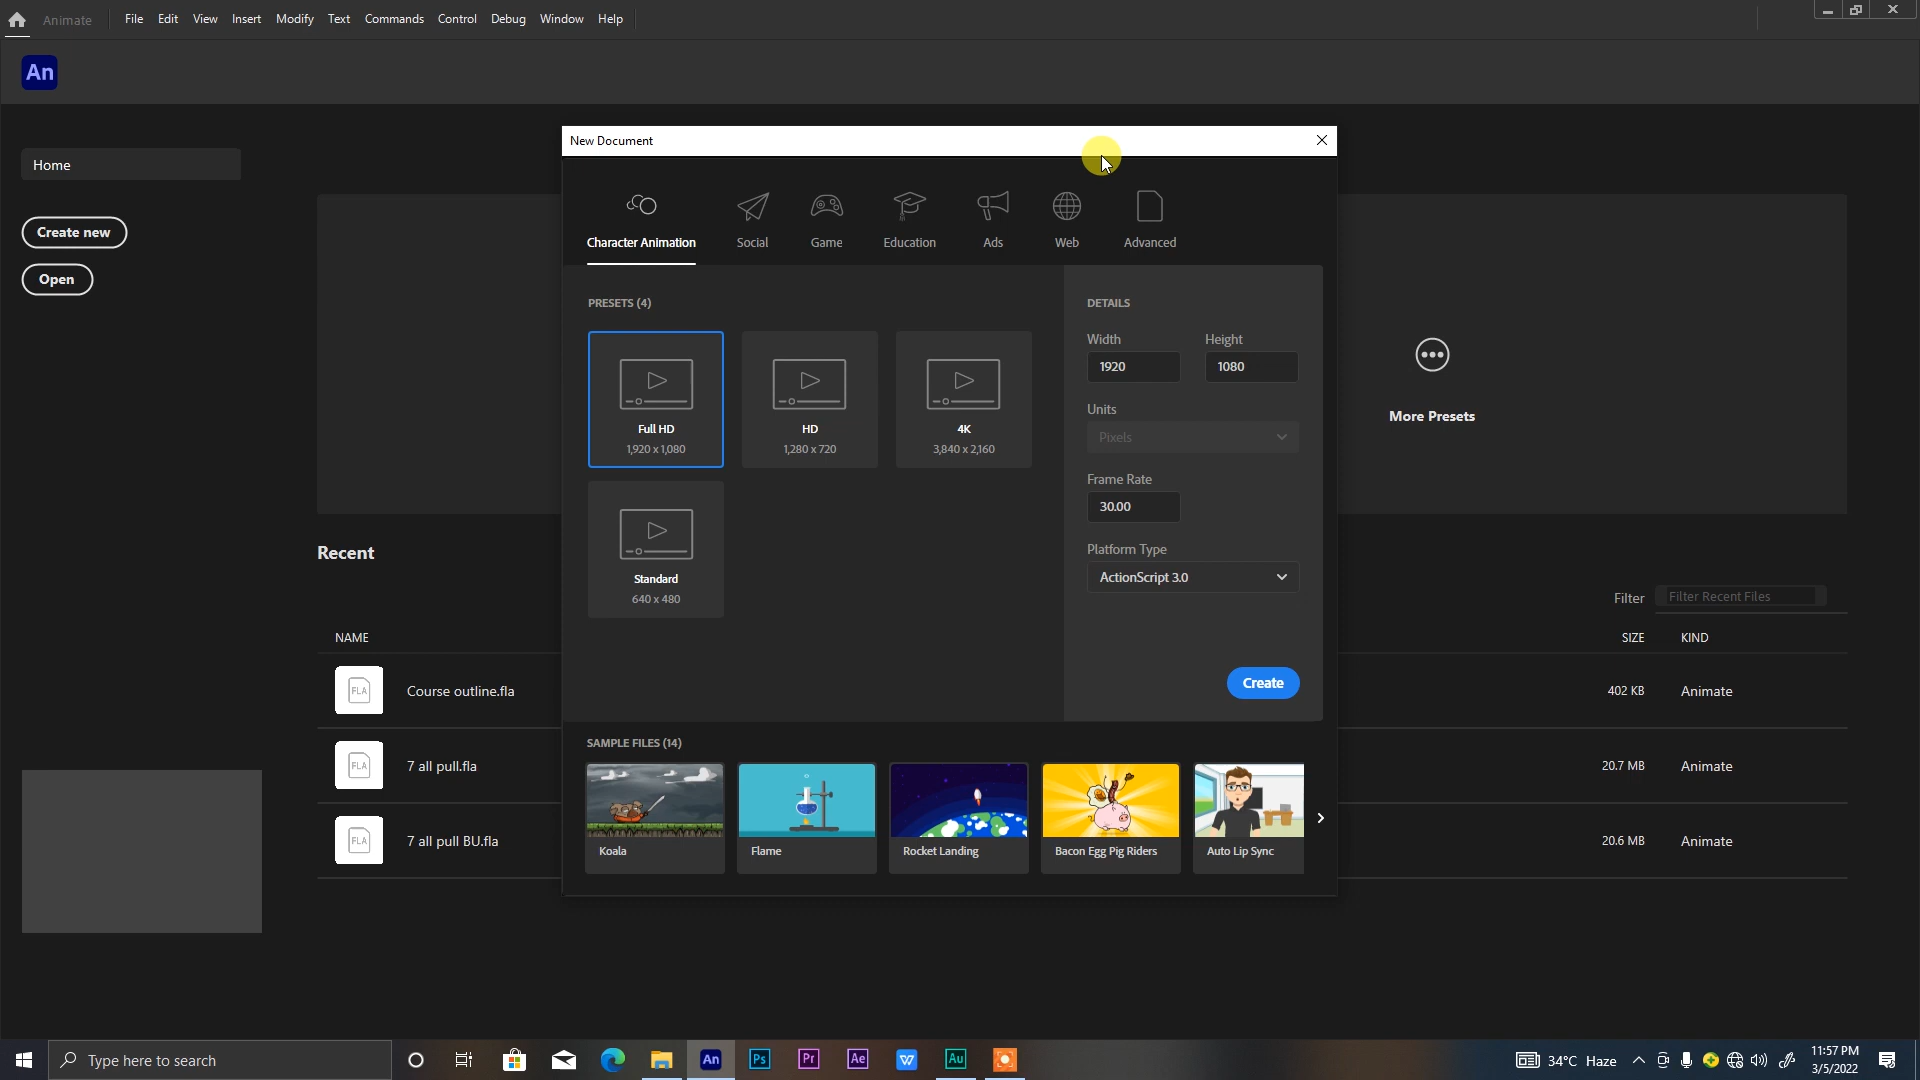 Animate
File Edit View Insert Modify Text Commands Control Debug Window Help
An
Home
Create new
Open
New Document
Character Animation Social Game Education Ads Web Advanced
PRESETS (4)
Full HD
1,920 x 1,080
HD
1,280 x 720
4K
3,840 x 2,160
Standard
640 x 480
DETAILS
Width Height
1920 1080
Units
Pixels
Frame Rate
30.00
Platform Type
ActionScript 3.0
Create
More Presets
SAMPLE FILES (14)
Koala Flame Rocket Landing Bacon Egg Pig Riders Auto Lip Sync
Recent
Filter Filter Recent Files
NAME SIZE KIND
FLA Course outline.fla 402 KB Animate
FLA 7 all pull.fla 20.7 MB Animate
FLA 7 all pull BU.fla 20.6 MB Animate
Type here to search
An Ps Pr Ae W Au
34°C Haze
11:57 PM
3/5/2022